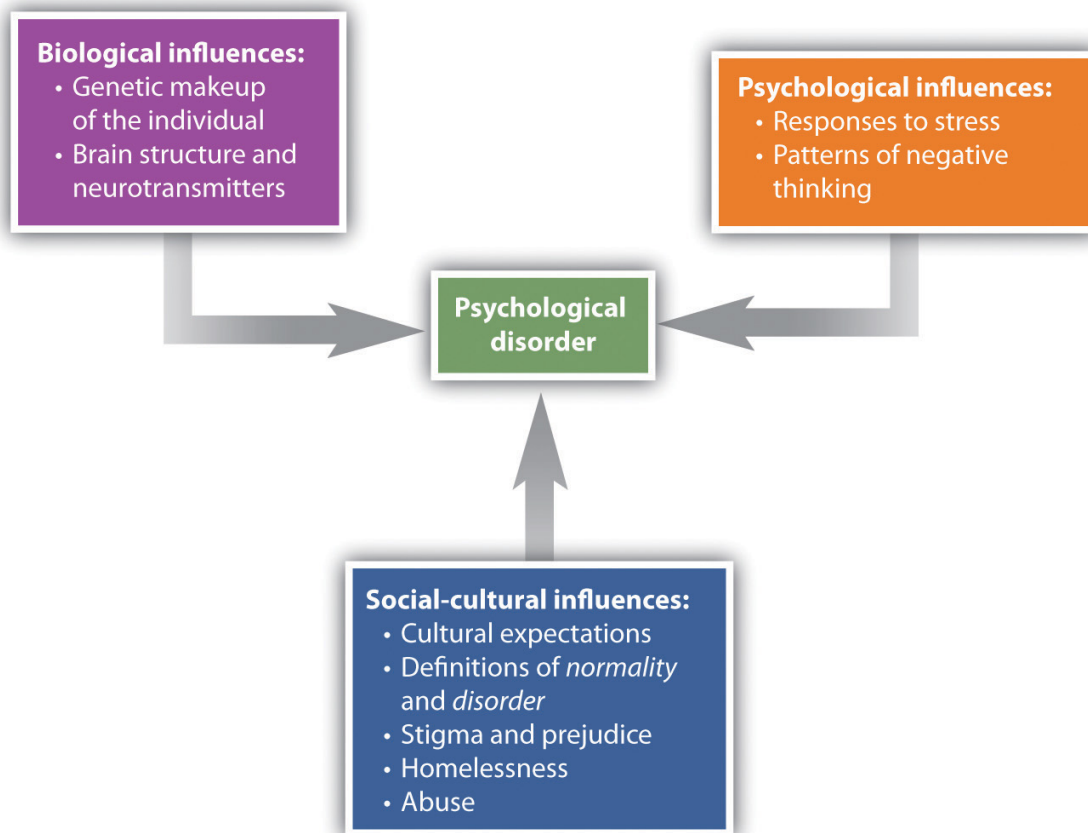 Biological influences:
• Genetic makeup
of the individual
• Brain structure and
neurotransmitters
Psychological influences:
• Responses to stress
• Patterns of negative
thinking
Psychological
disorder
Social-cultural influences:
• Cultural expectations
• Definitions of normality
and disorder
• Stigma and prejudice
• Homelessness
• Abuse